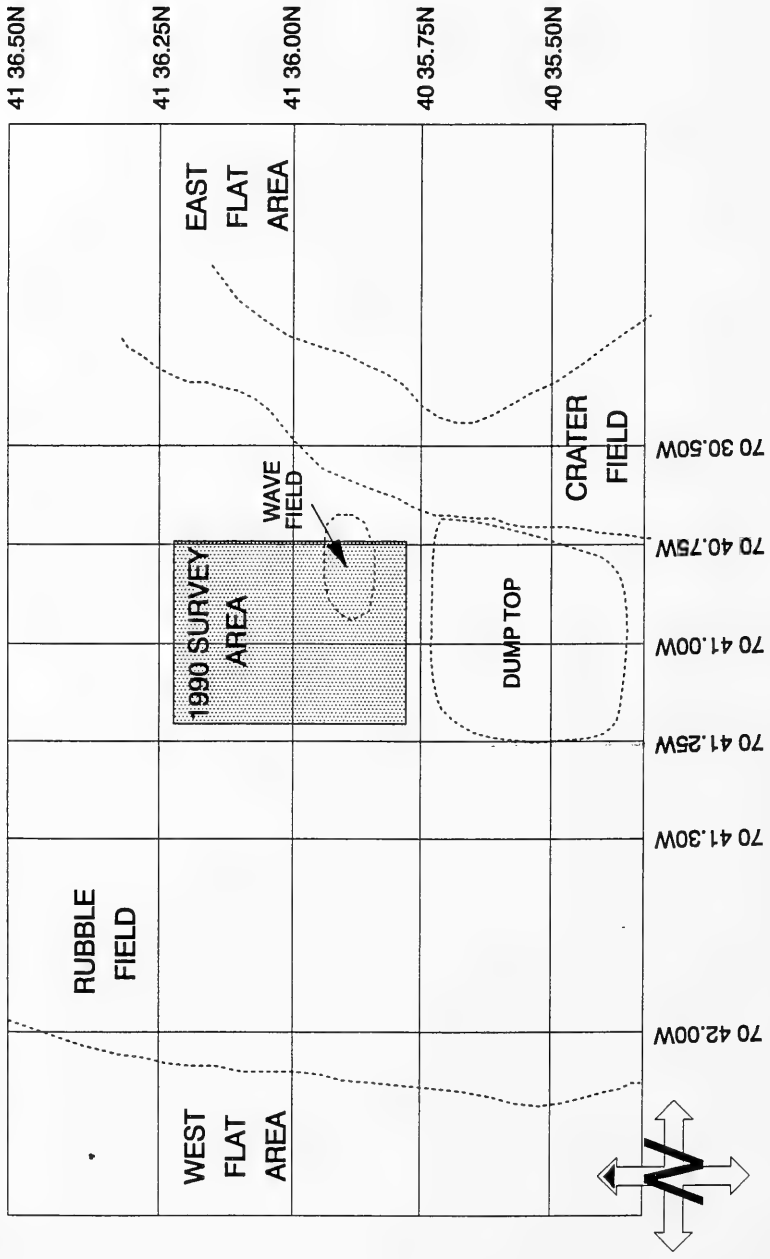 41 36.50N
41 36.25N
41 36.00N
40 35.75N
40 35.50N
RUBBLE
FIELD
WEST
FLAT
AREA
1990 SURVEY
AREA
WAVE
FIELD
EAST
FLAT
AREA
DUMP TOP
CRATER
FIELD
70 42.00W
70 41.30W
70 41.25W
70 41.00W
70 40.75W
70 30.50W
N